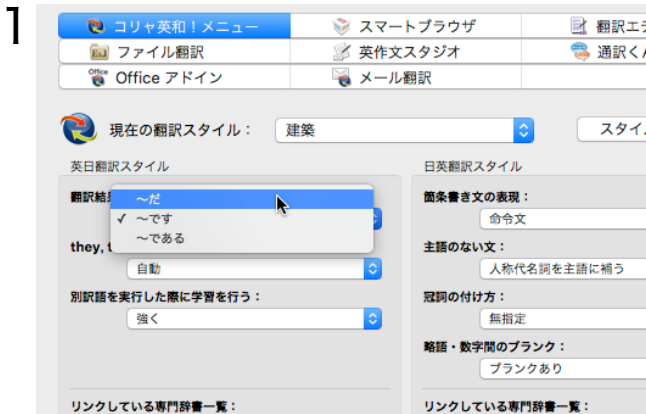 1
コリャ英和！メニュー スマートブラウザ 翻訳エデ
ファイル翻訳 英作文スタジオ 通訳くん
Office アドイン メール翻訳
現在の翻訳スタイル： 建築 スタイル
英日翻訳スタイル 日英翻訳スタイル
翻訳結果 箇条書き文の表現：
〜だ
✓ 〜です 命令文
〜である
they, t 主語のない文：
自動 人称代名詞を主語に補う
別訳語を実行した際に学習を行う： 冠詞の付け方：
強く 無指定
略語・数字間のブランク：
ブランクあり
リンクしている専門辞書一覧： リンクしている専門辞書一覧：